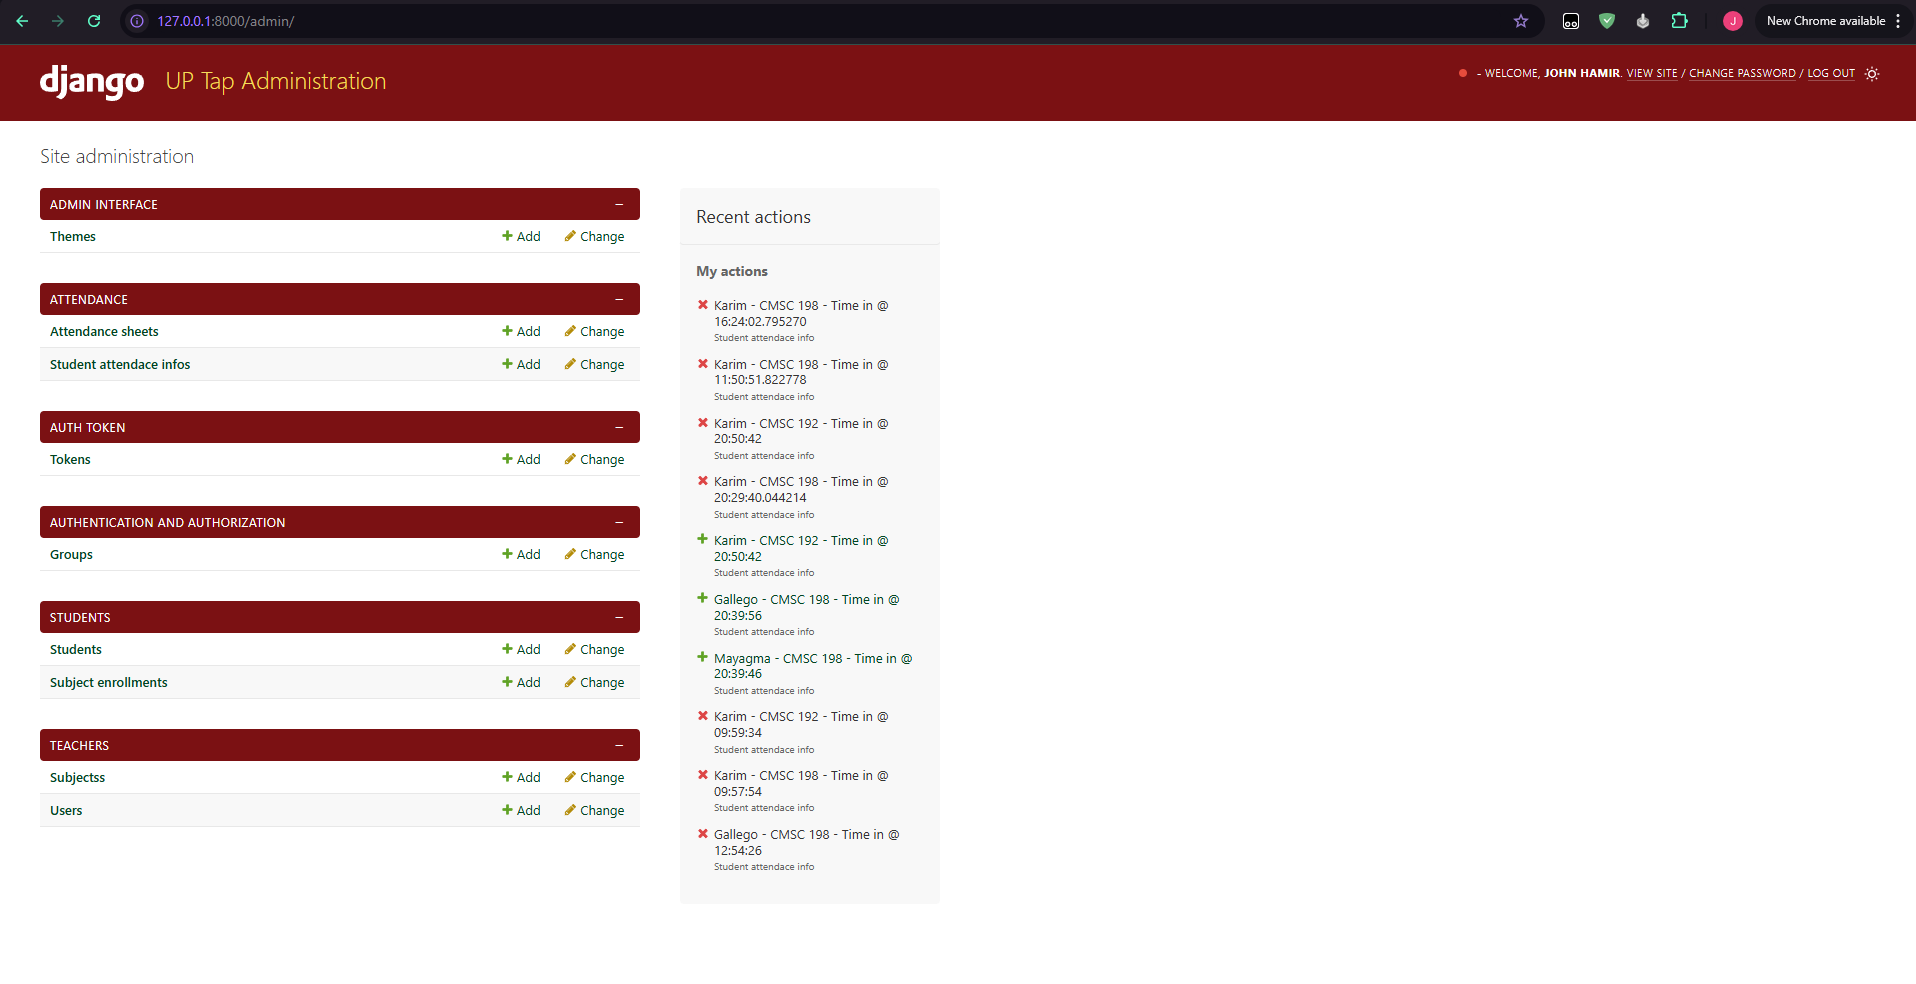 127.0.0.1:8000/admin/
J
New Chrome available
django
UP Tap Administration
- WELCOME, JOHN HAMIR. VIEW SITE / CHANGE PASSWORD / LOG OUT
Site administration
ADMIN INTERFACE
Themes
Add
Change
ATTENDANCE
Attendance sheets
Add
Change
Student attendace infos
Add
Change
AUTH TOKEN
Tokens
Add
Change
AUTHENTICATION AND AUTHORIZATION
Groups
Add
Change
STUDENTS
Students
Add
Change
Subject enrollments
Add
Change
TEACHERS
Subjectss
Add
Change
Users
Add
Change
Recent actions
My actions
Karim - CMSC 198 - Time in @
16:24:02.795270
Student attendace info
Karim - CMSC 198 - Time in @
11:50:51.822778
Student attendace info
Karim - CMSC 192 - Time in @
20:50:42
Student attendace info
Karim - CMSC 198 - Time in @
20:29:40.044214
Student attendace info
Karim - CMSC 192 - Time in @
20:50:42
Student attendace info
Gallego - CMSC 198 - Time in @
20:39:56
Student attendace info
Mayagma - CMSC 198 - Time in @
20:39:46
Student attendace info
Karim - CMSC 192 - Time in @
09:59:34
Student attendace info
Karim - CMSC 198 - Time in @
09:57:54
Student attendace info
Gallego - CMSC 198 - Time in @
12:54:26
Student attendace info